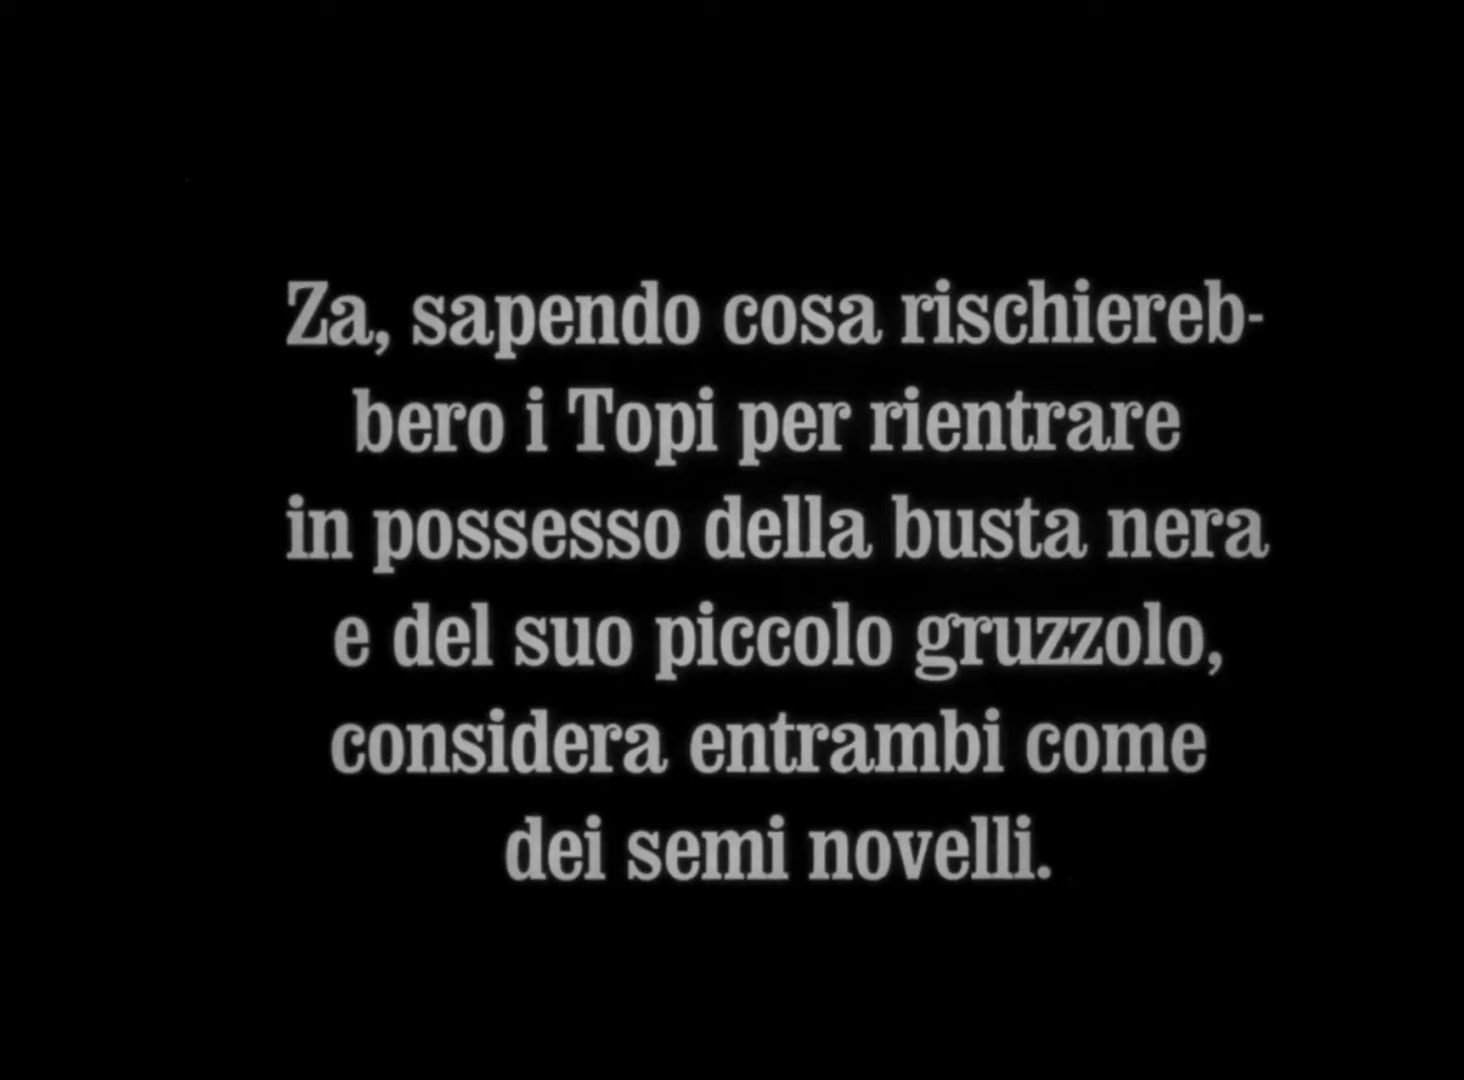 Za, sapendo cosa rischiereb-
bero i Topi per rientrare
in possesso della busta nera
e del suo piccolo gruzzolo,
considera entrambi come
dei semi novelli.